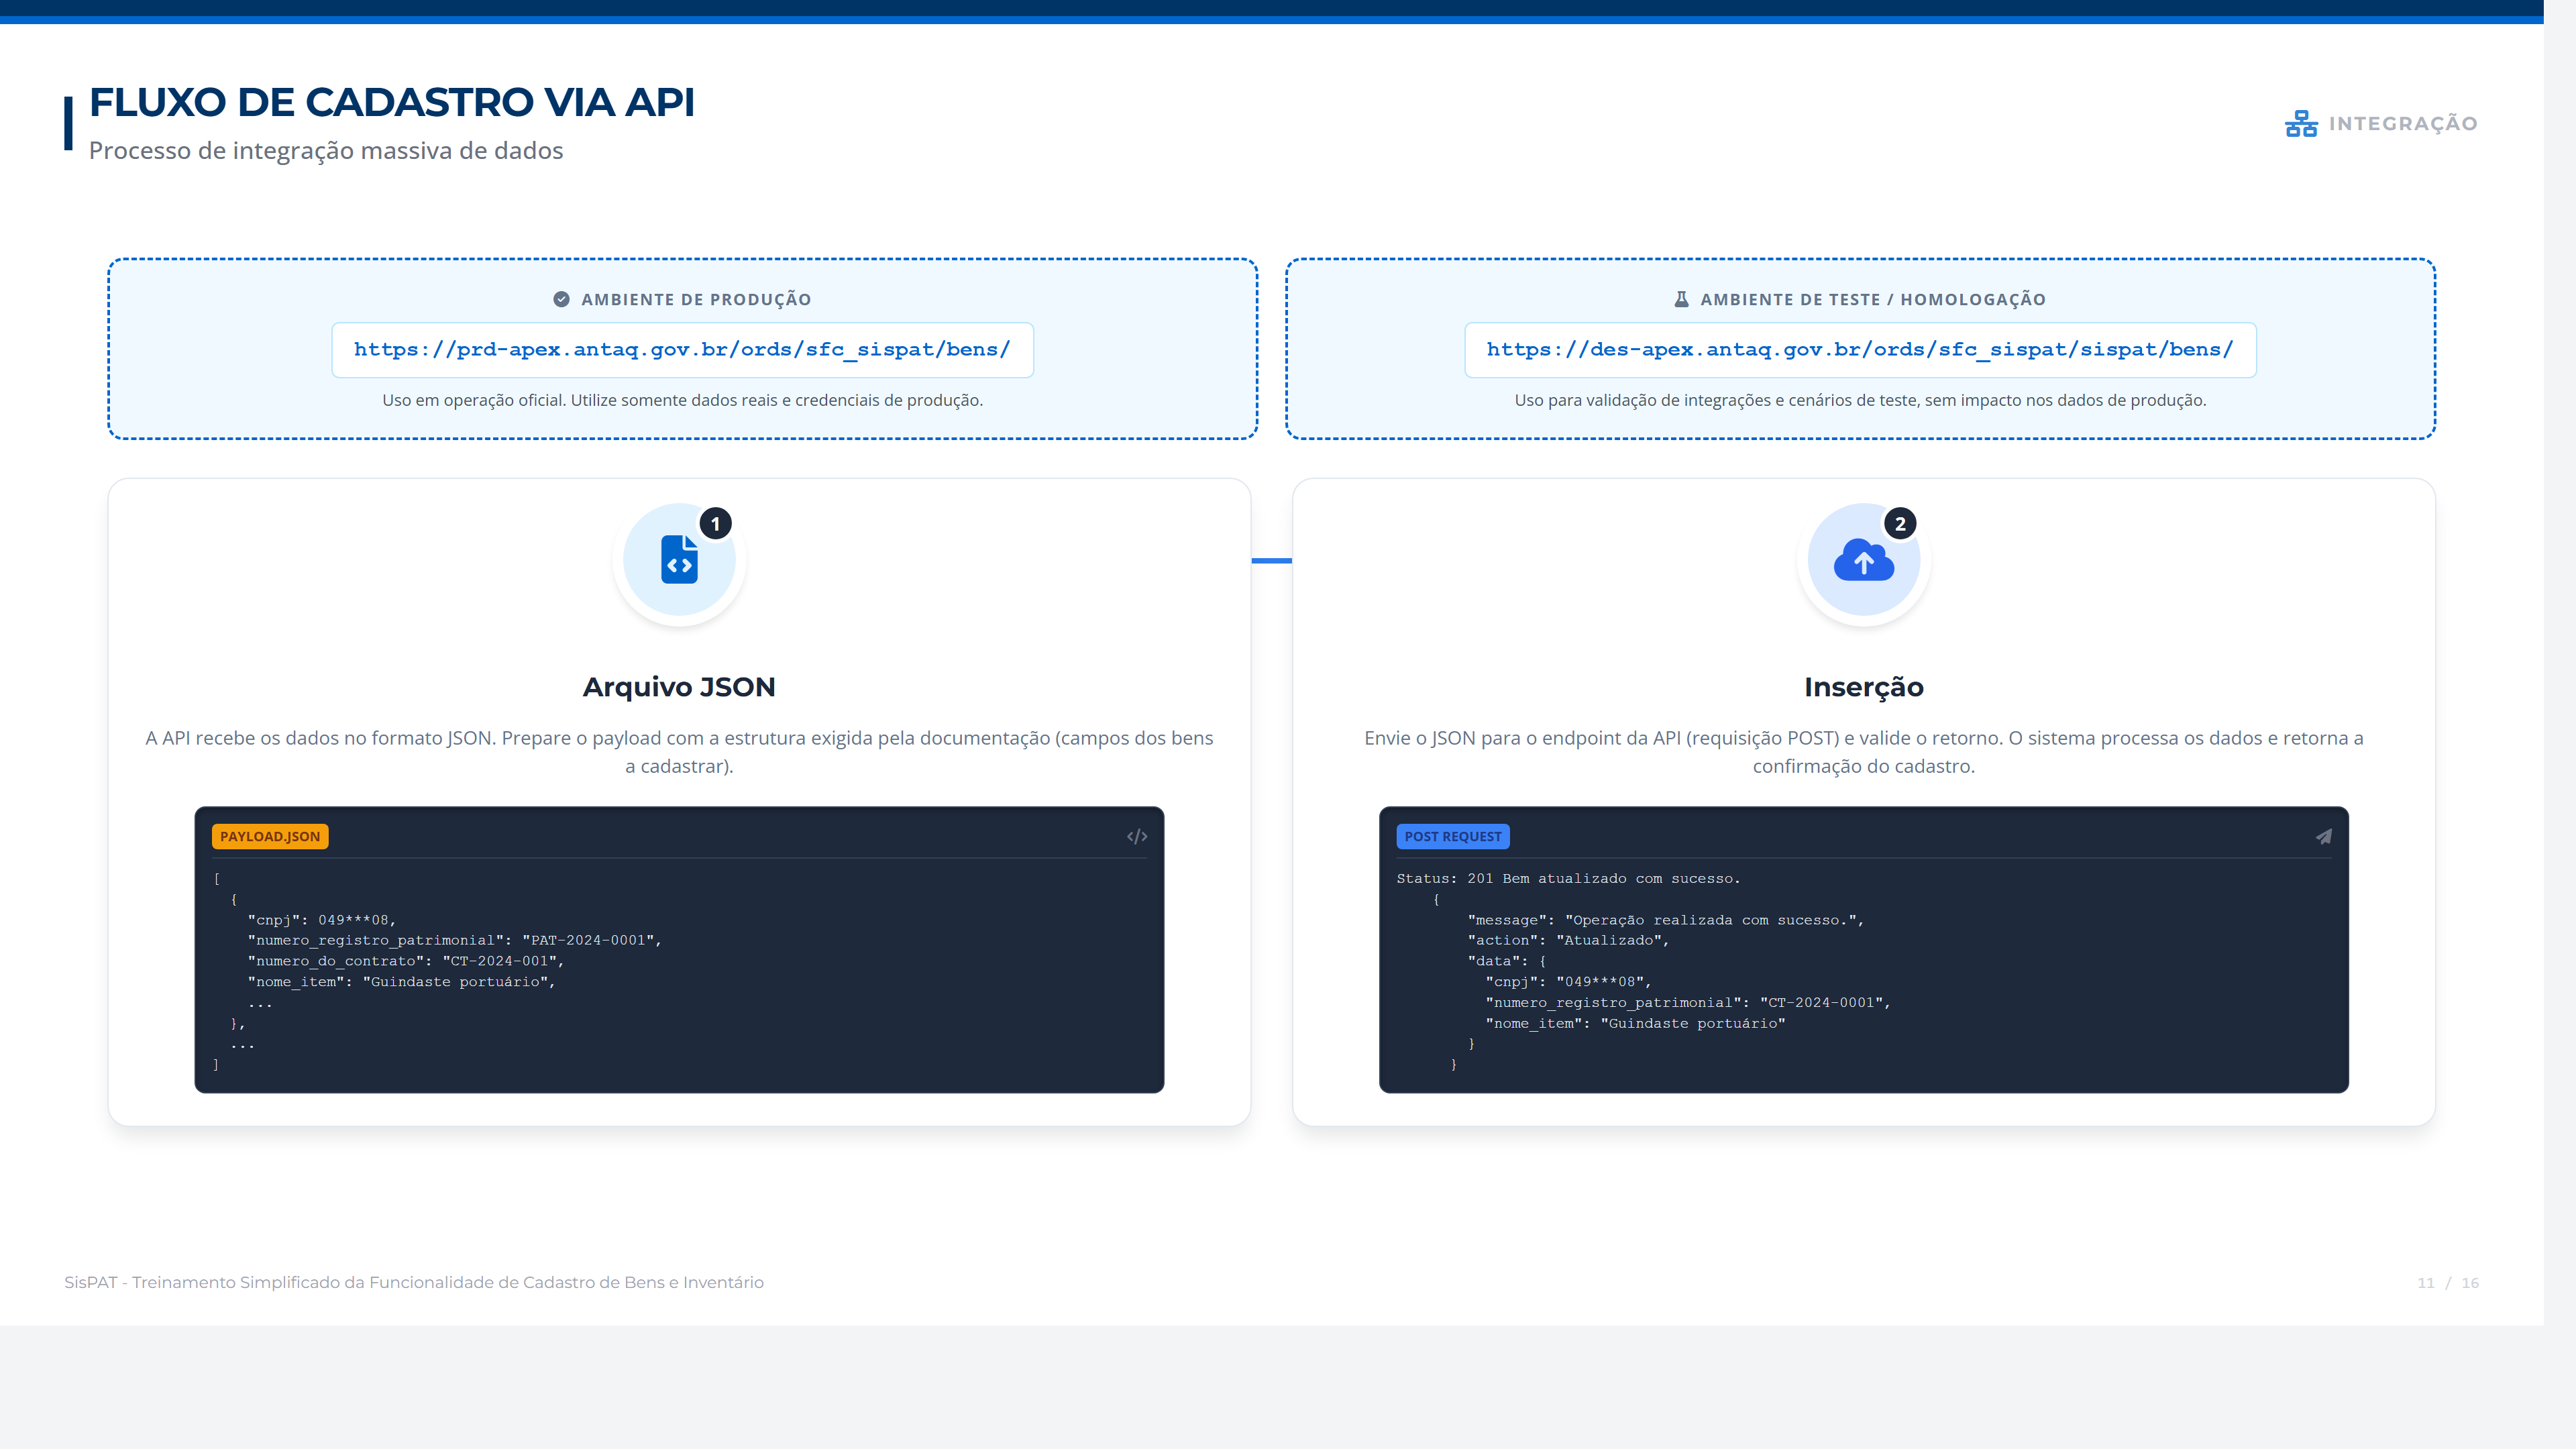 FLUXO DE CADASTRO VIA API
Processo de integração massiva de dados
INTEGRAÇÃO
AMBIENTE DE PRODUÇÃO
https://prd-apex.antaq.gov.br/ords/sfc_sispat/bens/
Uso em operação oficial. Utilize somente dados reais e credenciais de produção.
AMBIENTE DE TESTE / HOMOLOGAÇÃO
https://des-apex.antaq.gov.br/ords/sfc_sispat/sispat/bens/
Uso para validação de integrações e cenários de teste, sem impacto nos dados de produção.
1
Arquivo JSON
A API recebe os dados no formato JSON. Prepare o payload com a estrutura exigida pela documentação (campos dos bens
a cadastrar).
PAYLOAD.JSON
</>
[
{
"cnpj": 049***08,
"numero_registro_patrimonial": "PAT-2024-0001",
"numero_do_contrato": "CT-2024-001",
"nome_item": "Guindaste portuário",
...
},
...
]
2
Inserção
Envie o JSON para o endpoint da API (requisição POST) e valide o retorno. O sistema processa os dados e retorna a
confirmação do cadastro.
POST REQUEST
Status: 201 Bem atualizado com sucesso.
{
"message": "Operação realizada com sucesso.",
"action": "Atualizado",
"data": {
"cnpj": "049***08",
"numero_registro_patrimonial": "CT-2024-0001",
"nome_item": "Guindaste portuário"
}
}
SisPAT - Treinamento Simplificado da Funcionalidade de Cadastro de Bens e Inventário
11 / 16